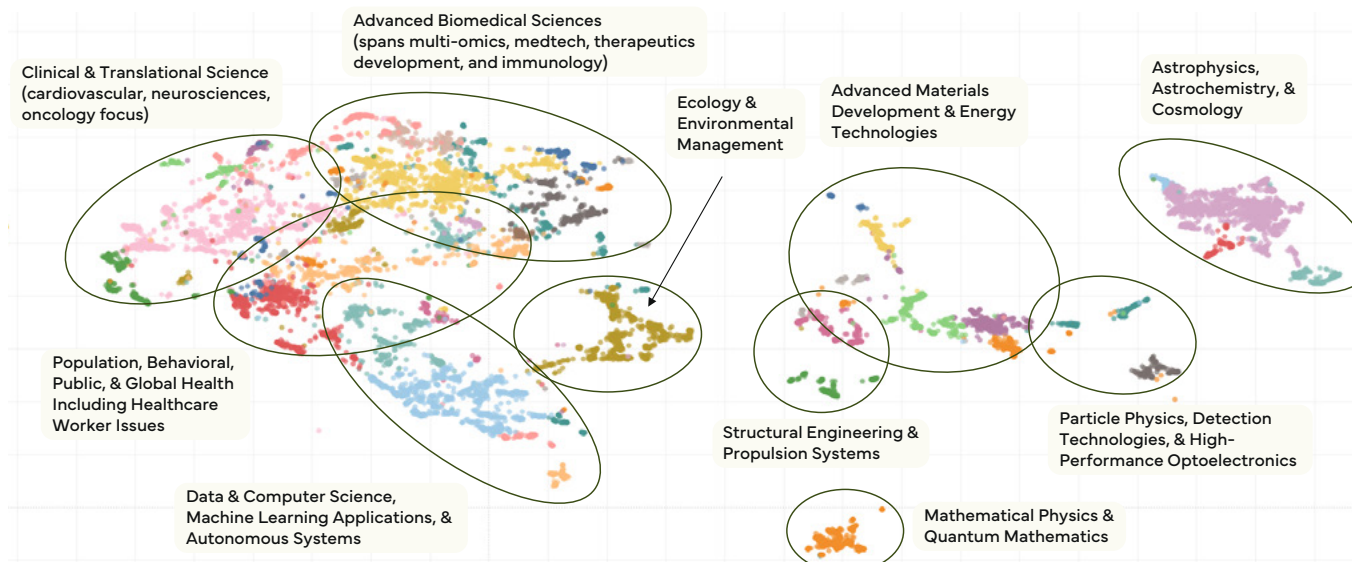 Advanced Biomedical Sciences
(spans multi-omics, medtech, therapeutics
development, and immunology)
Clinical & Translational Science
(cardiovascular, neurosciences,
oncology focus)
Ecology &
Environmental
Management
Advanced Materials
Development & Energy
Technologies
Astrophysics,
Astrochemistry, &
Cosmology
Population, Behavioral,
Public, & Global Health
Including Healthcare
Worker Issues
Structural Engineering &
Propulsion Systems
Particle Physics, Detection
Technologies, & High-
Performance Optoelectronics
Data & Computer Science,
Machine Learning Applications, &
Autonomous Systems
Mathematical Physics &
Quantum Mathematics